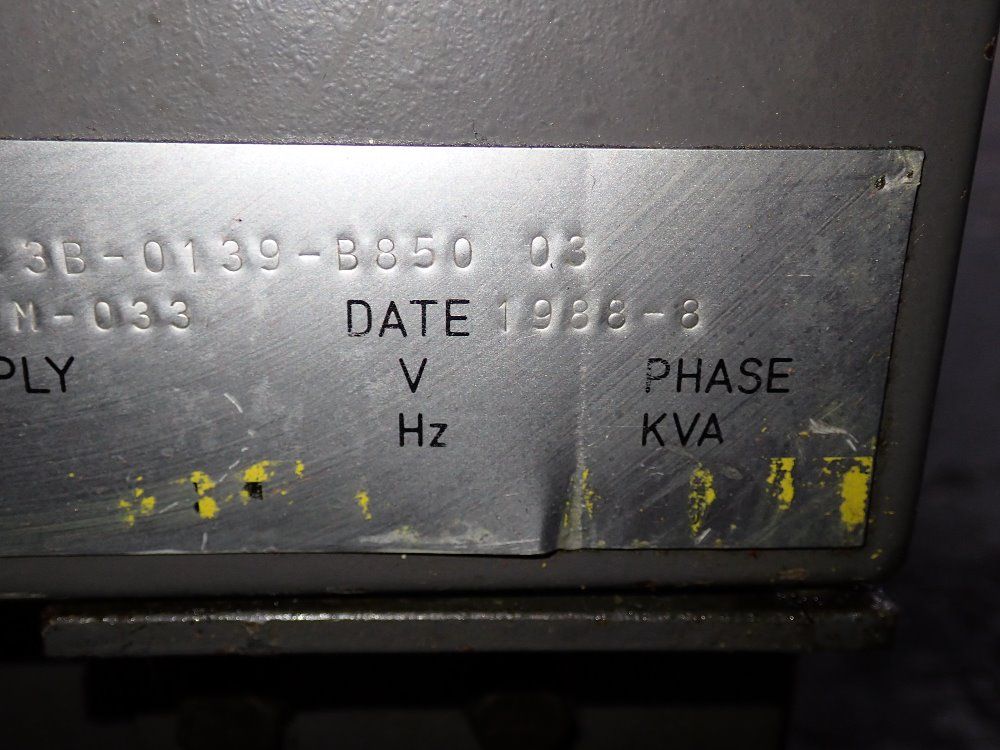 3B-0139-B850 03
M-033 DATE 1988-8
PLY V PHASE
Hz KVA